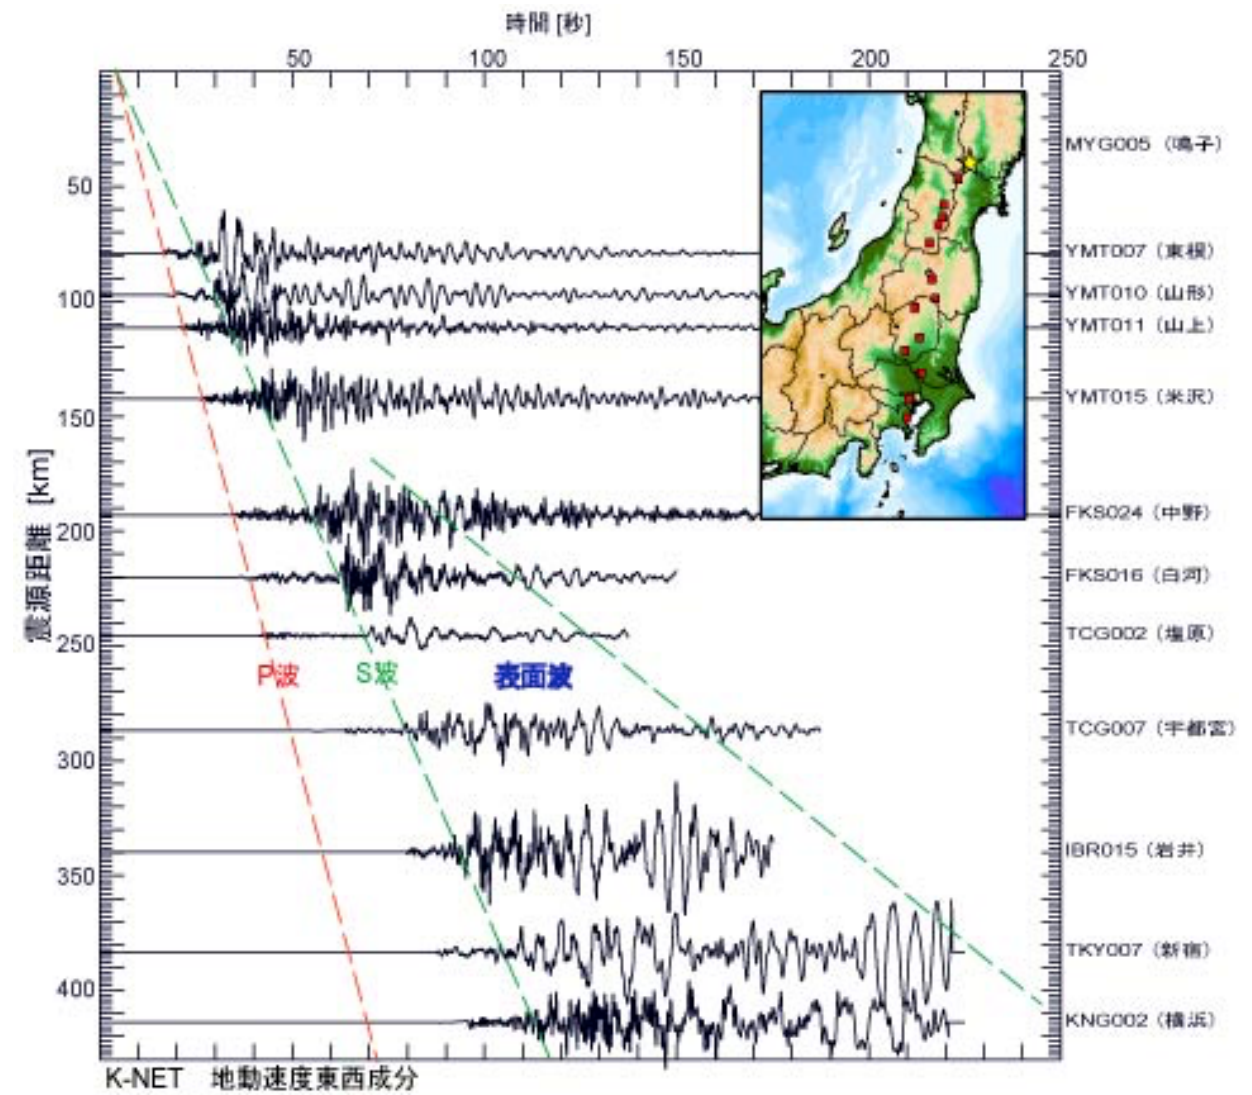 時間 [秒]
50 100 150 200 250
MYG005 (鳴子)
50
YMT007 (東根)
100
YMT010 (山形)
YMT011 (山上)
YMT015 (米沢)
150
震源距離 [km]
FKS024 (中野)
200
FKS016 (白河)
TCG002 (塩原)
250
P波 S波 表面波
TCG007 (宇都宮)
300
IBR015 (岩井)
350
TKY007 (新宿)
400
KNG002 (横浜)
K-NET 地動速度東西成分